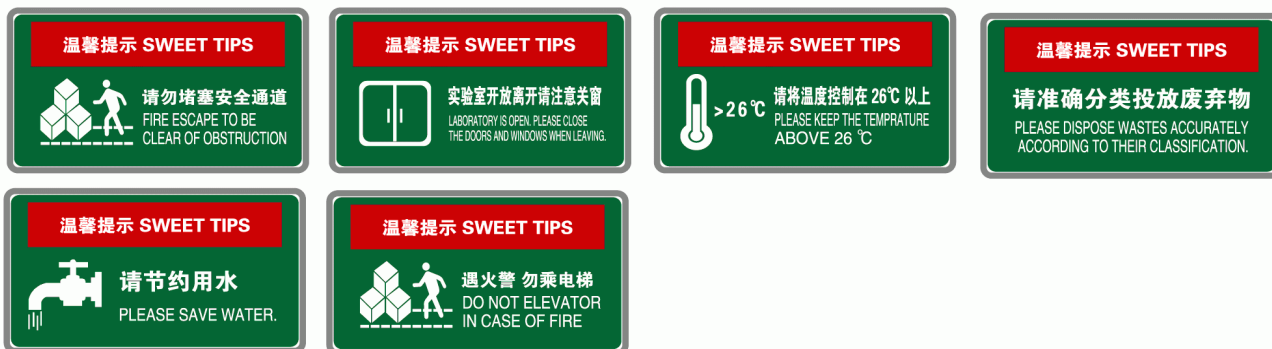 温馨提示 SWEET TIPS
请勿堵塞安全通道
FIRE ESCAPE TO BE
CLEAR OF OBSTRUCTION
温馨提示 SWEET TIPS
实验室开放离开请注意关窗
LABORATORY IS OPEN. PLEASE CLOSE
THE DOORS AND WINDOWS WHEN LEAVING.
温馨提示 SWEET TIPS
>26℃
请将温度控制在 26℃ 以上
PLEASE KEEP THE TEMPRATURE
ABOVE 26 ℃
温馨提示 SWEET TIPS
请准确分类投放废弃物
PLEASE DISPOSE WASTES ACCURATELY
ACCORDING TO THEIR CLASSIFICATION.
温馨提示 SWEET TIPS
请节约用水
PLEASE SAVE WATER.
温馨提示 SWEET TIPS
遇火警 勿乘电梯
DO NOT ELEVATOR
IN CASE OF FIRE